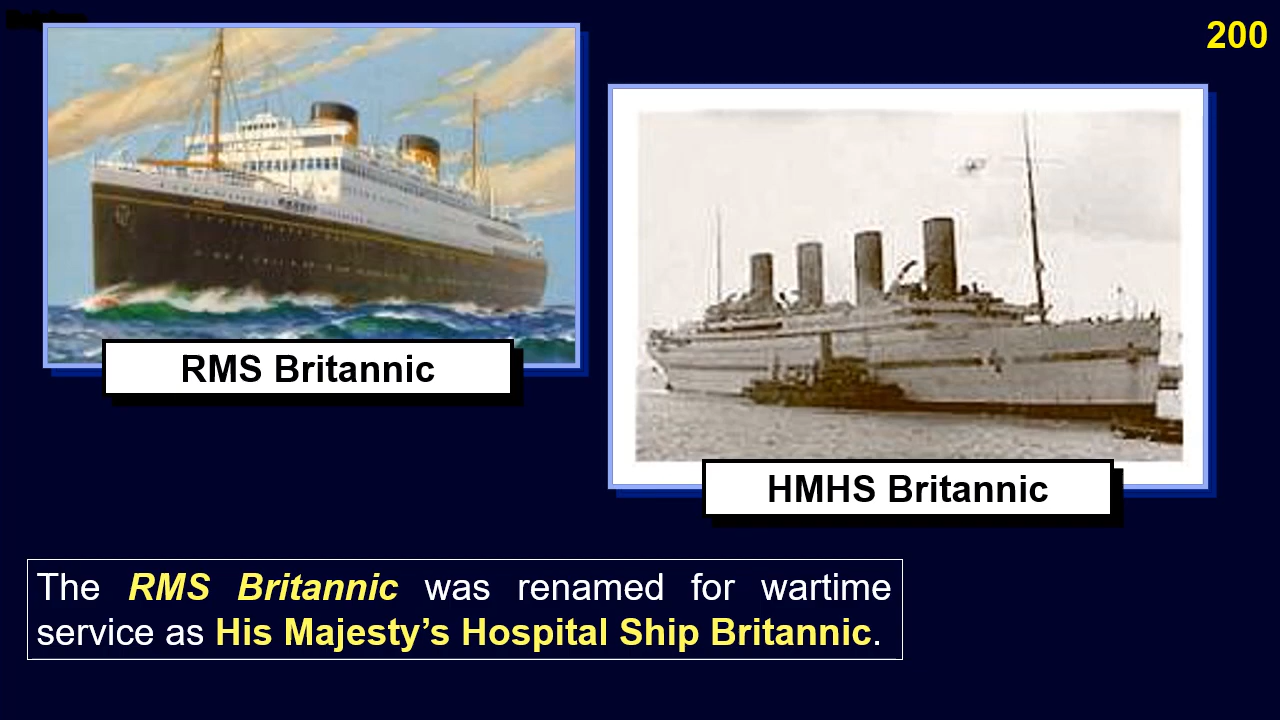 200
RMS Britannic
HMHS Britannic
The RMS Britannic was renamed for wartime
service as His Majesty’s Hospital Ship Britannic.